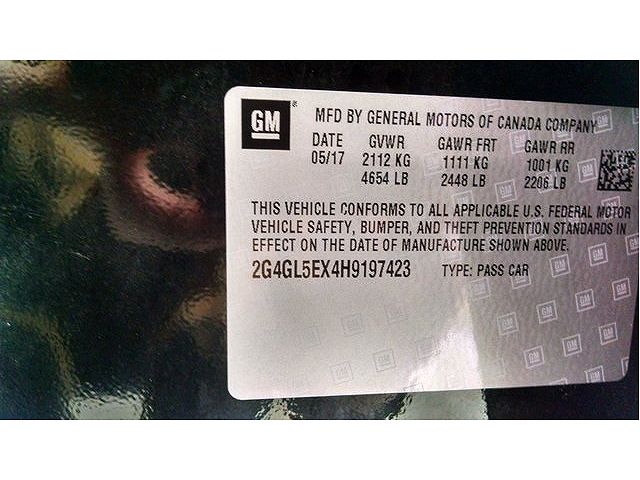 GM
MFD BY GENERAL MOTORS OF CANADA COMPANY
DATE GVWR GAWR FRT GAWR RR
05/17 2112 KG 1111 KG 1001 KG
4654 LB 2448 LB 2206 LB
THIS VEHICLE CONFORMS TO ALL APPLICABLE U.S. FEDERAL MOTOR
VEHICLE SAFETY, BUMPER, AND THEFT PREVENTION STANDARDS IN
EFFECT ON THE DATE OF MANUFACTURE SHOWN ABOVE.
2G4GL5EX4H9197423 TYPE: PASS CAR